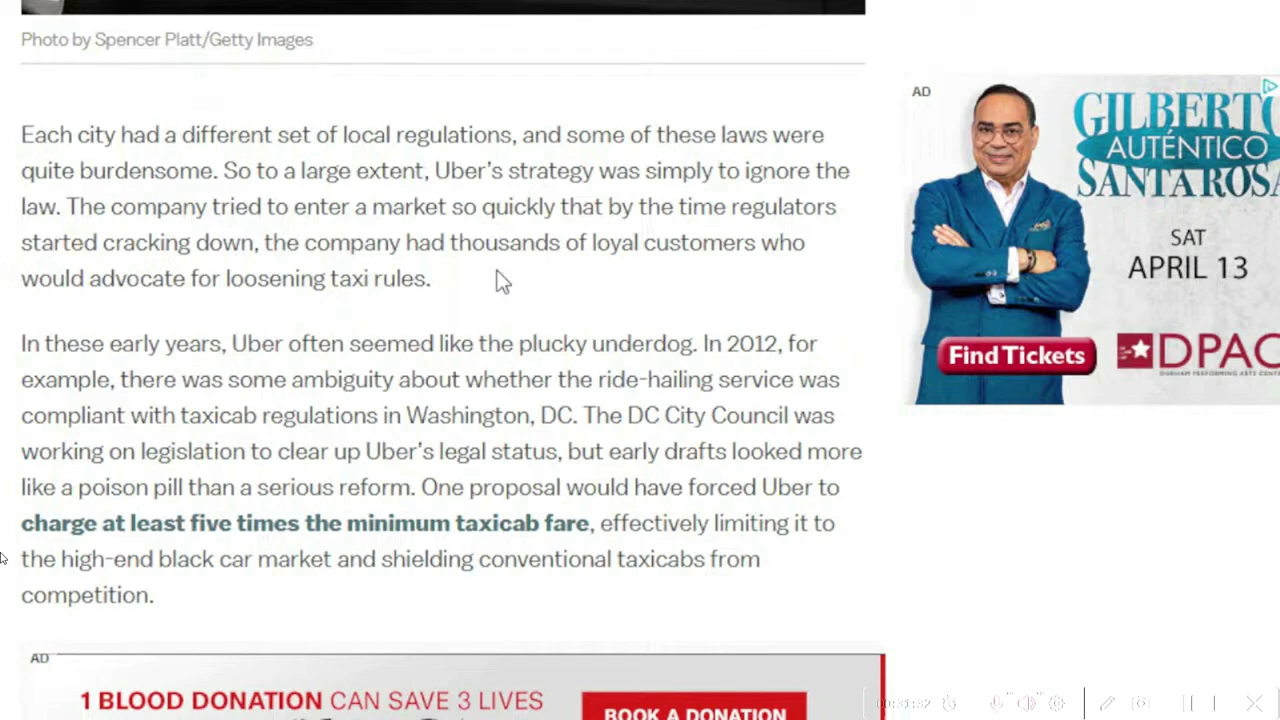 Photo by Spencer Platt/Getty Images
Each city had a different set of local regulations, and some of these laws were
quite burdensome. So to a large extent, Uber’s strategy was simply to ignore the
law. The company tried to enter a market so quickly that by the time regulators
started cracking down, the company had thousands of loyal customers who
would advocate for loosening taxi rules.
In these early years, Uber often seemed like the plucky underdog. In 2012, for
example, there was some ambiguity about whether the ride-hailing service was
compliant with taxicab regulations in Washington, DC. The DC City Council was
working on legislation to clear up Uber’s legal status, but early drafts looked more
like a poison pill than a serious reform. One proposal would have forced Uber to
charge at least five times the minimum taxicab fare, effectively limiting it to
the high-end black car market and shielding conventional taxicabs from
competition.
AD
GILBERTO
AUTÉNTICO
SANTA ROSA
SAT
APRIL 13
Find Tickets
DPAC
AD
1 BLOOD DONATION CAN SAVE 3 LIVES
BOOK A DONATION